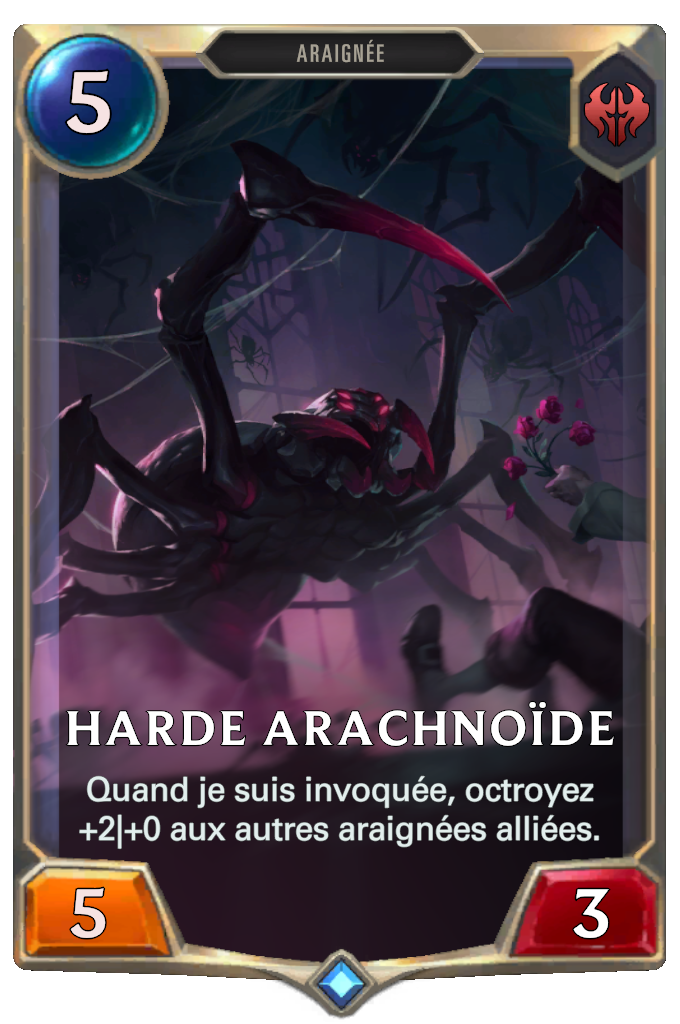 ARAIGNÉE
5
HARDE ARACHNOÏDE
Quand je suis invoquée, octroyez
+2|+0 aux autres araignées alliées.
5
3